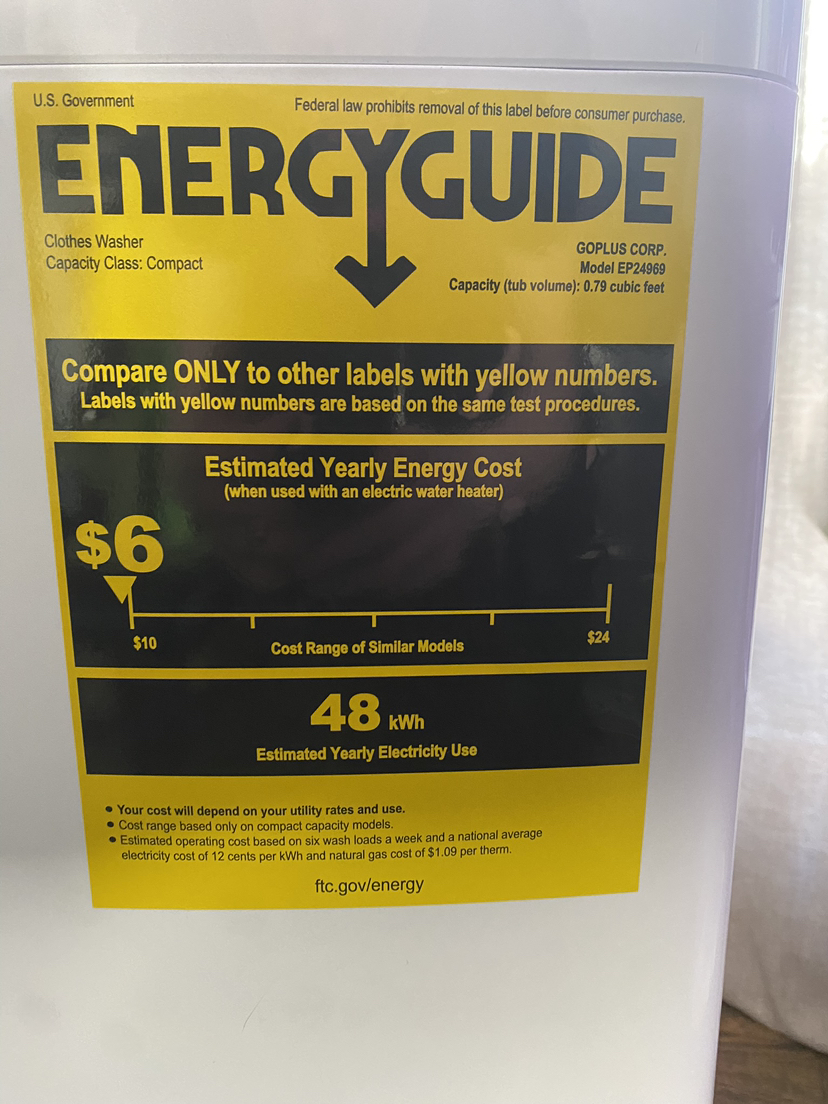 U.S. Government
Federal law prohibits removal of this label before consumer purchase.
ENERGYGUIDE
Clothes Washer
Capacity Class: Compact
GOPLUS CORP.
Model EP24969
Capacity (tub volume): 0.79 cubic feet
Compare ONLY to other labels with yellow numbers.
Labels with yellow numbers are based on the same test procedures.
Estimated Yearly Energy Cost
(when used with an electric water heater)
$6
$10
Cost Range of Similar Models
$24
48 kWh
Estimated Yearly Electricity Use
• Your cost will depend on your utility rates and use.
• Cost range based only on compact capacity models.
• Estimated operating cost based on six wash loads a week and a national average
electricity cost of 12 cents per kWh and natural gas cost of $1.09 per therm.
ftc.gov/energy